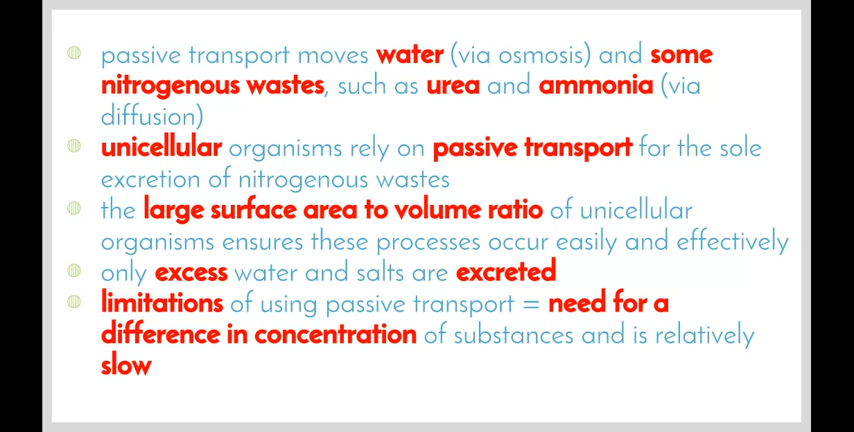 passive transport moves water (via osmosis) and some
nitrogenous wastes, such as urea and ammonia (via
diffusion)
unicellular organisms rely on passive transport for the sole
excretion of nitrogenous wastes
the large surface area to volume ratio of unicellular
organisms ensures these processes occur easily and effectively
only excess water and salts are excreted
limitations of using passive transport = need for a
difference in concentration of substances and is relatively
slow